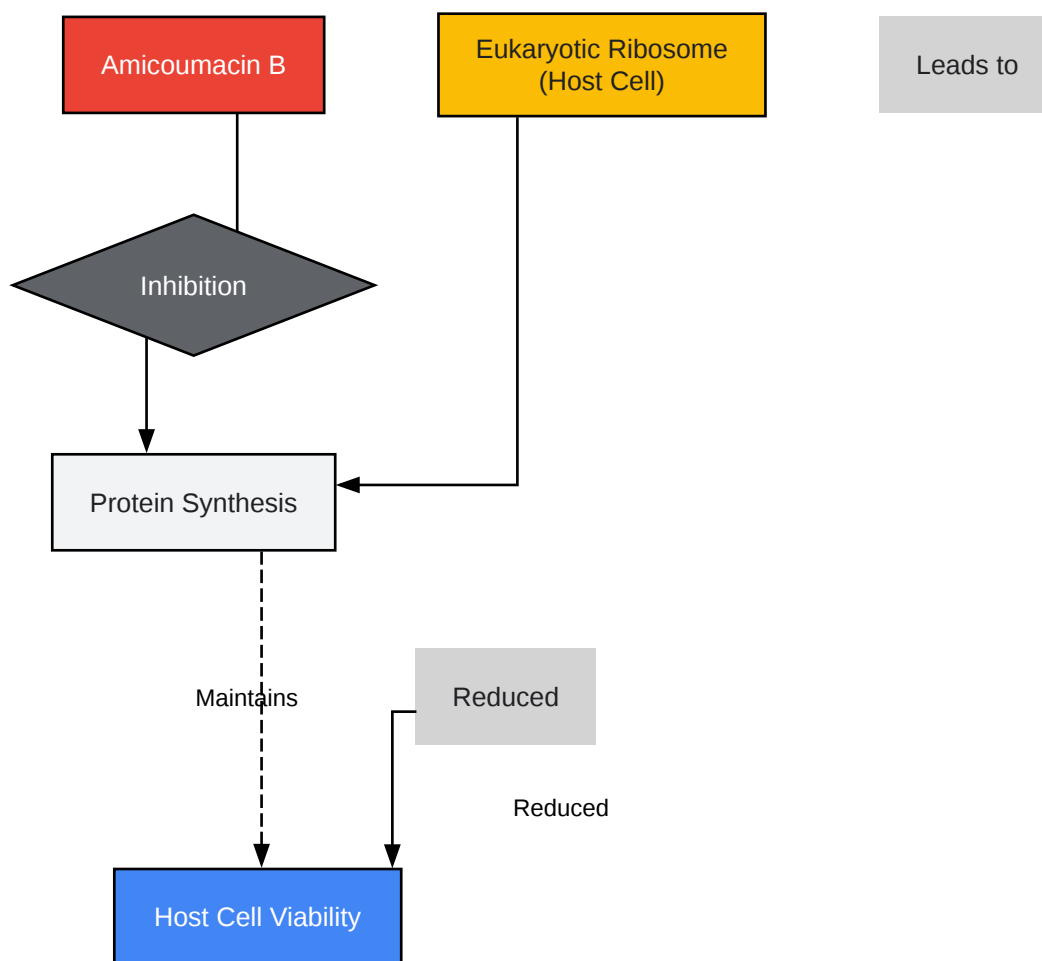 Amicoumacin B
Eukaryotic Ribosome
(Host Cell)
Leads to
Inhibition
Protein Synthesis
Maintains
Reduced
Reduced
Host Cell Viability